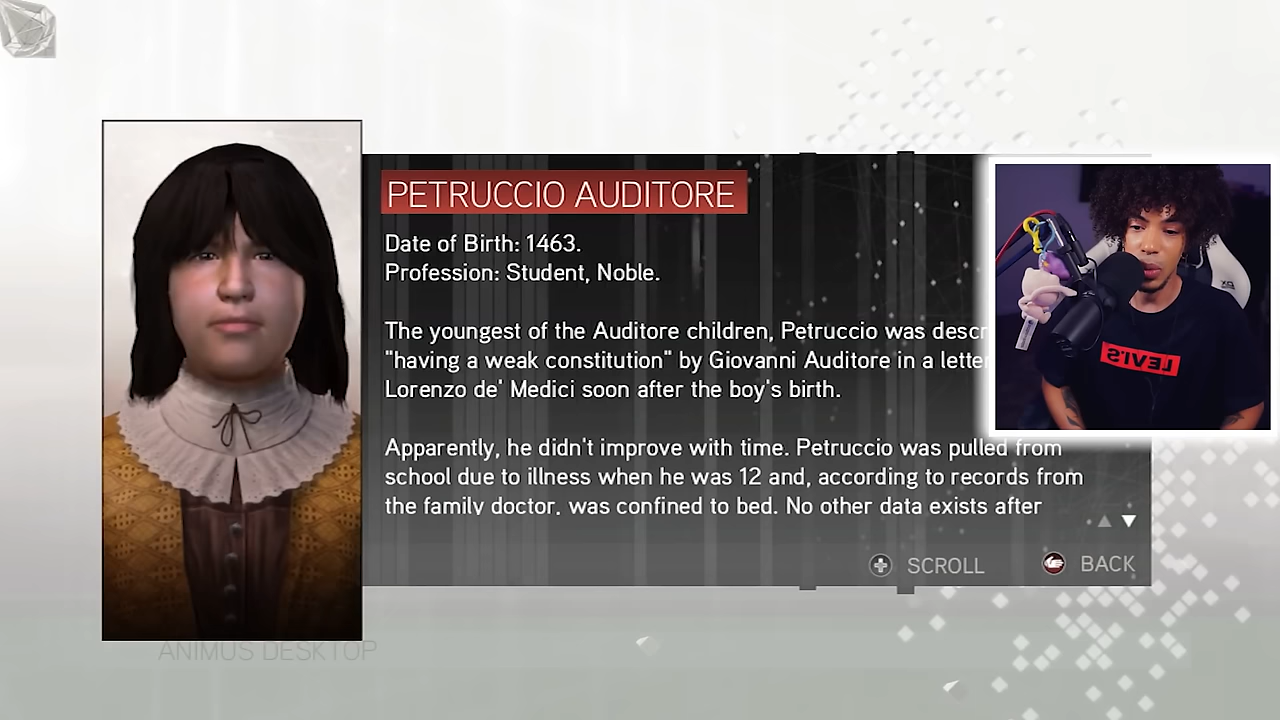 PETRUCCIO AUDITORE
Date of Birth: 1463.
Profession: Student, Noble.
The youngest of the Auditore children, Petruccio was descr
"having a weak constitution" by Giovanni Auditore in a letter
Lorenzo de' Medici soon after the boy's birth.
LEVI'S
Apparently, he didn't improve with time. Petruccio was pulled from
school due to illness when he was 12 and, according to records from
the family doctor, was confined to bed. No other data exists after
SCROLL
BACK
ANIMUS DESKTOP